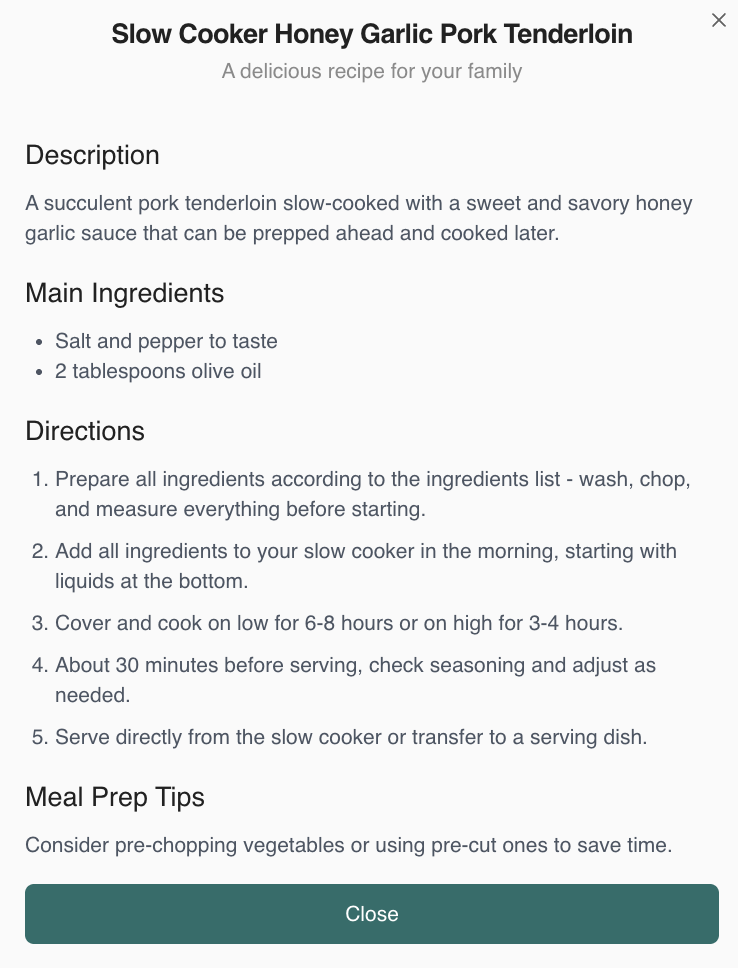 Slow Cooker Honey Garlic Pork Tenderloin
A delicious recipe for your family
Description
A succulent pork tenderloin slow-cooked with a sweet and savory honey
garlic sauce that can be prepped ahead and cooked later.
Main Ingredients
• Salt and pepper to taste
• 2 tablespoons olive oil
Directions
1. Prepare all ingredients according to the ingredients list - wash, chop,
and measure everything before starting.
2. Add all ingredients to your slow cooker in the morning, starting with
liquids at the bottom.
3. Cover and cook on low for 6-8 hours or on high for 3-4 hours.
4. About 30 minutes before serving, check seasoning and adjust as
needed.
5. Serve directly from the slow cooker or transfer to a serving dish.
Meal Prep Tips
Consider pre-chopping vegetables or using pre-cut ones to save time.
Close